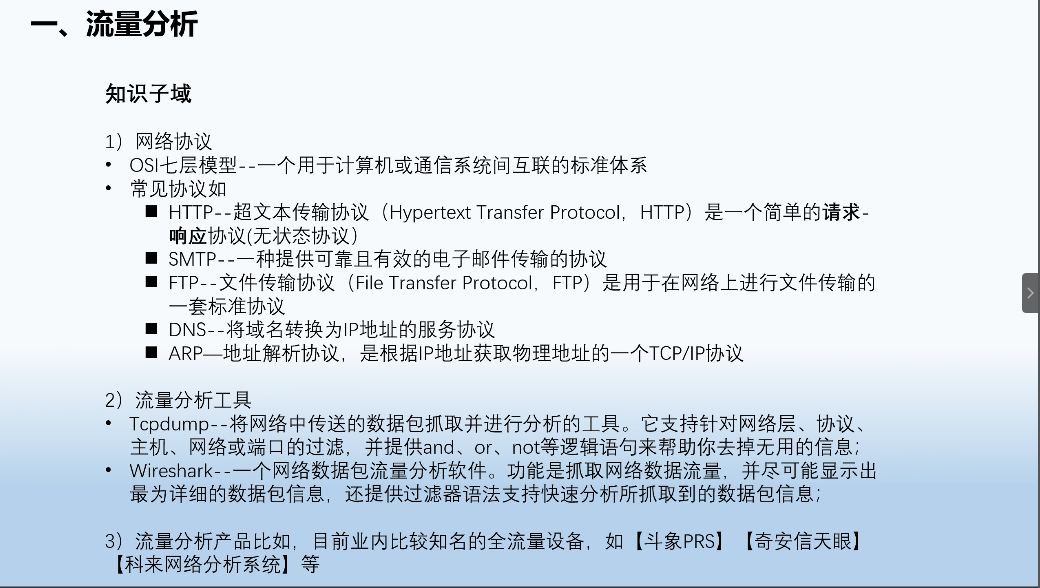 一、流量分析
知识子域
1）网络协议
• OSI七层模型--一个用于计算机或通信系统间互联的标准体系
• 常见协议如
■ HTTP--超文本传输协议（Hypertext Transfer Protocol，HTTP）是一个简单的请求-
响应协议(无状态协议）
■ SMTP--一种提供可靠且有效的电子邮件传输的协议
■ FTP--文件传输协议（File Transfer Protocol，FTP）是用于在网络上进行文件传输的
一套标准协议
■ DNS--将域名转换为IP地址的服务协议
■ ARP—地址解析协议，是根据IP地址获取物理地址的一个TCP/IP协议
2）流量分析工具
• Tcpdump--将网络中传送的数据包抓取并进行分析的工具。它支持针对网络层、协议、
主机、网络或端口的过滤，并提供and、or、not等逻辑语句来帮助你去掉无用的信息；
• Wireshark--一个网络数据包流量分析软件。功能是抓取网络数据流量，并尽可能显示出
最为详细的数据包信息，还提供过滤器语法支持快速分析所抓取到的数据包信息；
3）流量分析产品比如，目前业内比较知名的全流量设备，如【斗象PRS】【奇安信天眼】
【科来网络分析系统】等